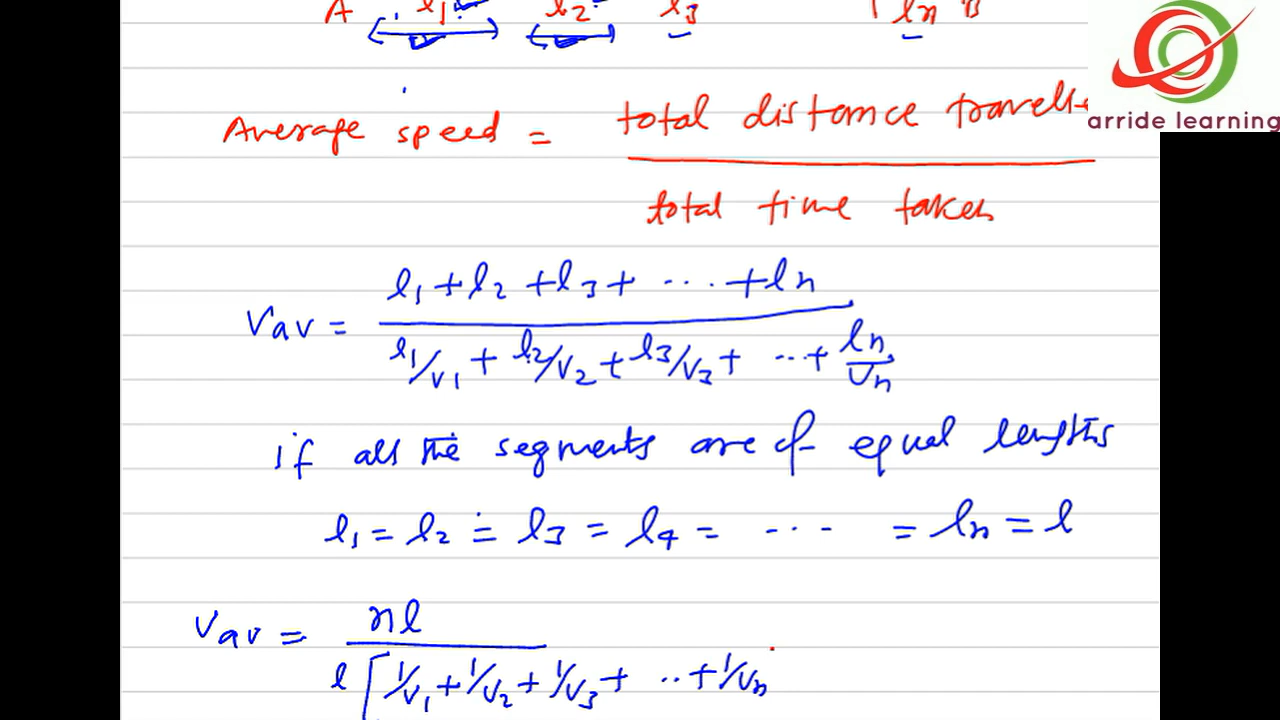 A l1 l2 l3 ln B
arride learning
Average speed = total distance travelle
total time taken
Vav = l1 + l2 + l3 + ... + ln
l1/V1 + l2/V2 + l3/V3 + ... + ln/Vn
if all the segments are of equal lengths
l1 = l2 = l3 = l4 = ... = ln = l
Vav = nl
l[1/V1 + 1/V2 + 1/V3 + .. + 1/Vn